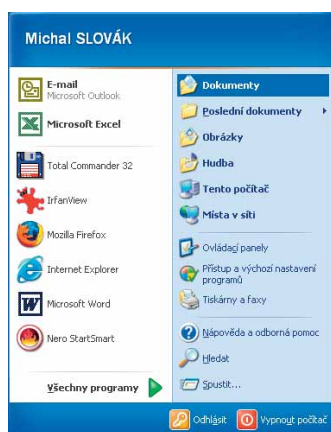 Michal SLOVÁK
E-mail
Microsoft Outlook
Microsoft Excel
Total Commander 32
IrfanView
Mozilla Firefox
Internet Explorer
Microsoft Word
Nero StartSmart
Všechny programy
Dokumenty
Poslední dokumenty
Obrázky
Hudba
Tento počítač
Místa v síti
Ovládací panely
Přístup a výchozí nastavení
programů
Tiskárny a faxy
Nápověda a odborná pomoc
Hledat
Spustit...
Odhlásit
Vypnout počítač